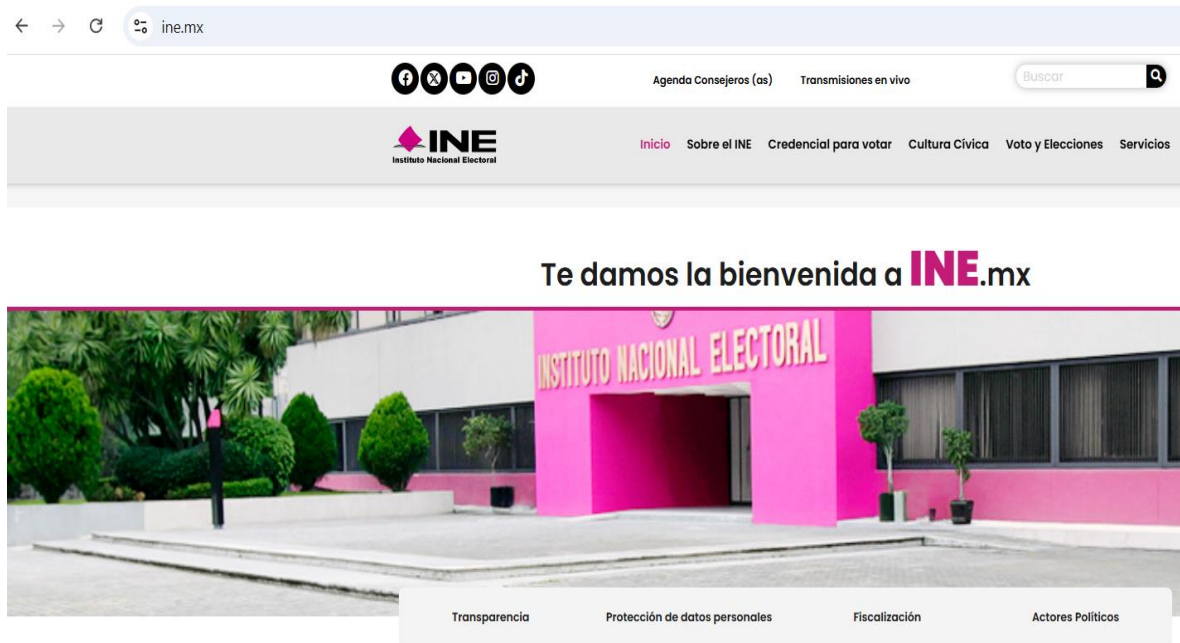 ine.mx
Agenda Consejeros (as) Transmisiones en vivo Buscar
INE
Instituto Nacional Electoral
Inicio Sobre el INE Credencial para votar Cultura Cívica Voto y Elecciones Servicios
Te damos la bienvenida a INE.mx
INSTITUTO NACIONAL ELECTORAL
Transparencia Protección de datos personales Fiscalización Actores Políticos